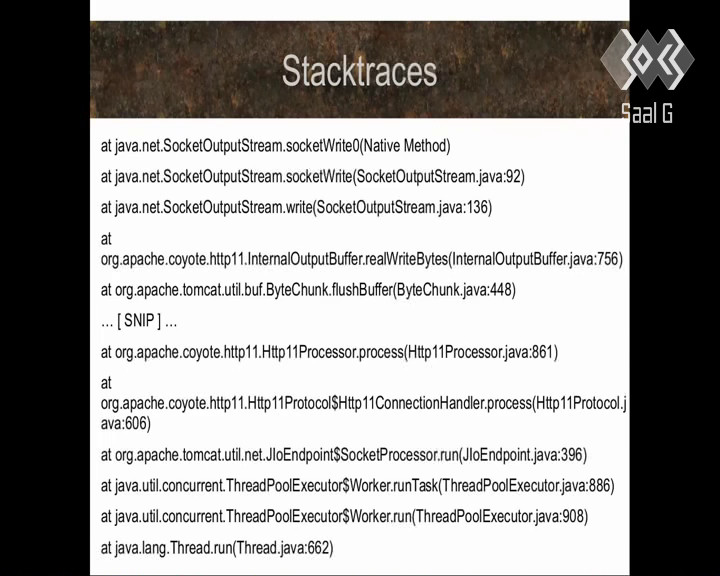 Stacktraces
Saal G
at java.net.SocketOutputStream.socketWrite0(Native Method)
at java.net.SocketOutputStream.socketWrite(SocketOutputStream.java:92)
at java.net.SocketOutputStream.write(SocketOutputStream.java:136)
at
org.apache.coyote.http11.InternalOutputBuffer.realWriteBytes(InternalOutputBuffer.java:756)
at org.apache.tomcat.util.buf.ByteChunk.flushBuffer(ByteChunk.java:448)
… [ SNIP ] …
at org.apache.coyote.http11.Http11Processor.process(Http11Processor.java:861)
at
org.apache.coyote.http11.Http11Protocol$Http11ConnectionHandler.process(Http11Protocol.j
ava:606)
at org.apache.tomcat.util.net.JIoEndpoint$SocketProcessor.run(JIoEndpoint.java:396)
at java.util.concurrent.ThreadPoolExecutor$Worker.runTask(ThreadPoolExecutor.java:886)
at java.util.concurrent.ThreadPoolExecutor$Worker.run(ThreadPoolExecutor.java:908)
at java.lang.Thread.run(Thread.java:662)